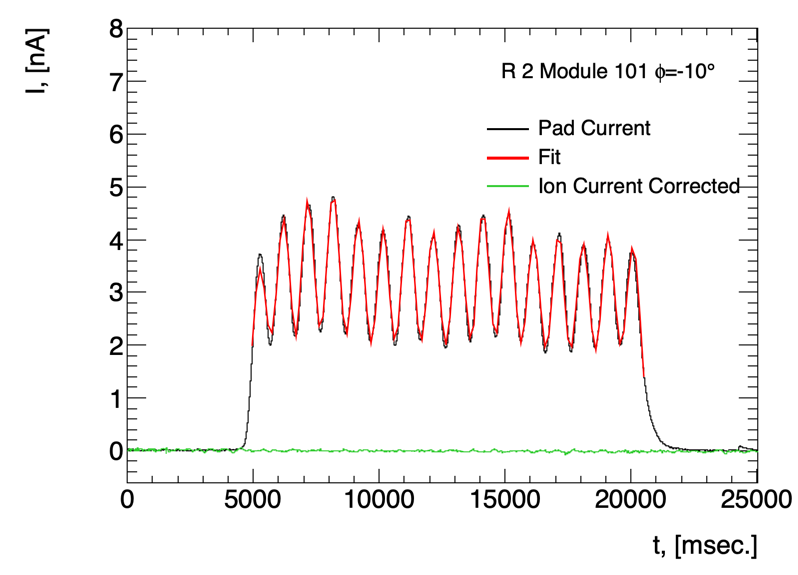 I, [nA]
8
7
6
5
4
3
2
1
0
R 2 Module 101 ϕ=-10°
Pad Current
Fit
Ion Current Corrected
0 5000 10000 15000 20000 25000
t, [msec.]